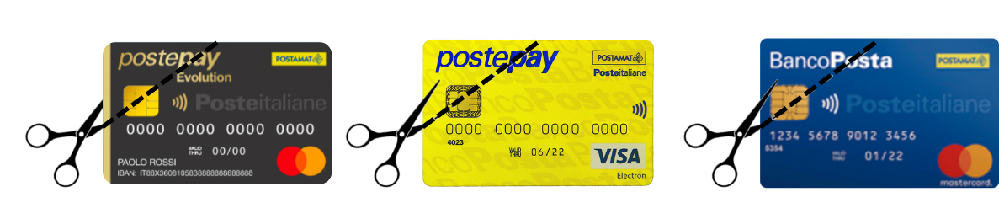 postepay
Evolution
POSTAMAT
Posteitaliane
0000 0000 0000 0000
VALID
THRU
00/00
PAOLO ROSSI
IBAN: IT88X3608105838888888888888
postepay
POSTAMAT
Posteitaliane
0000 0000 0000 0000
4023
VALID
THRU
06/22
VISA
Electron
BancoPosta
POSTAMAT
Posteitaliane
1234 5678 9012 3456
5354
VALID
THRU
01/22
mastercard.